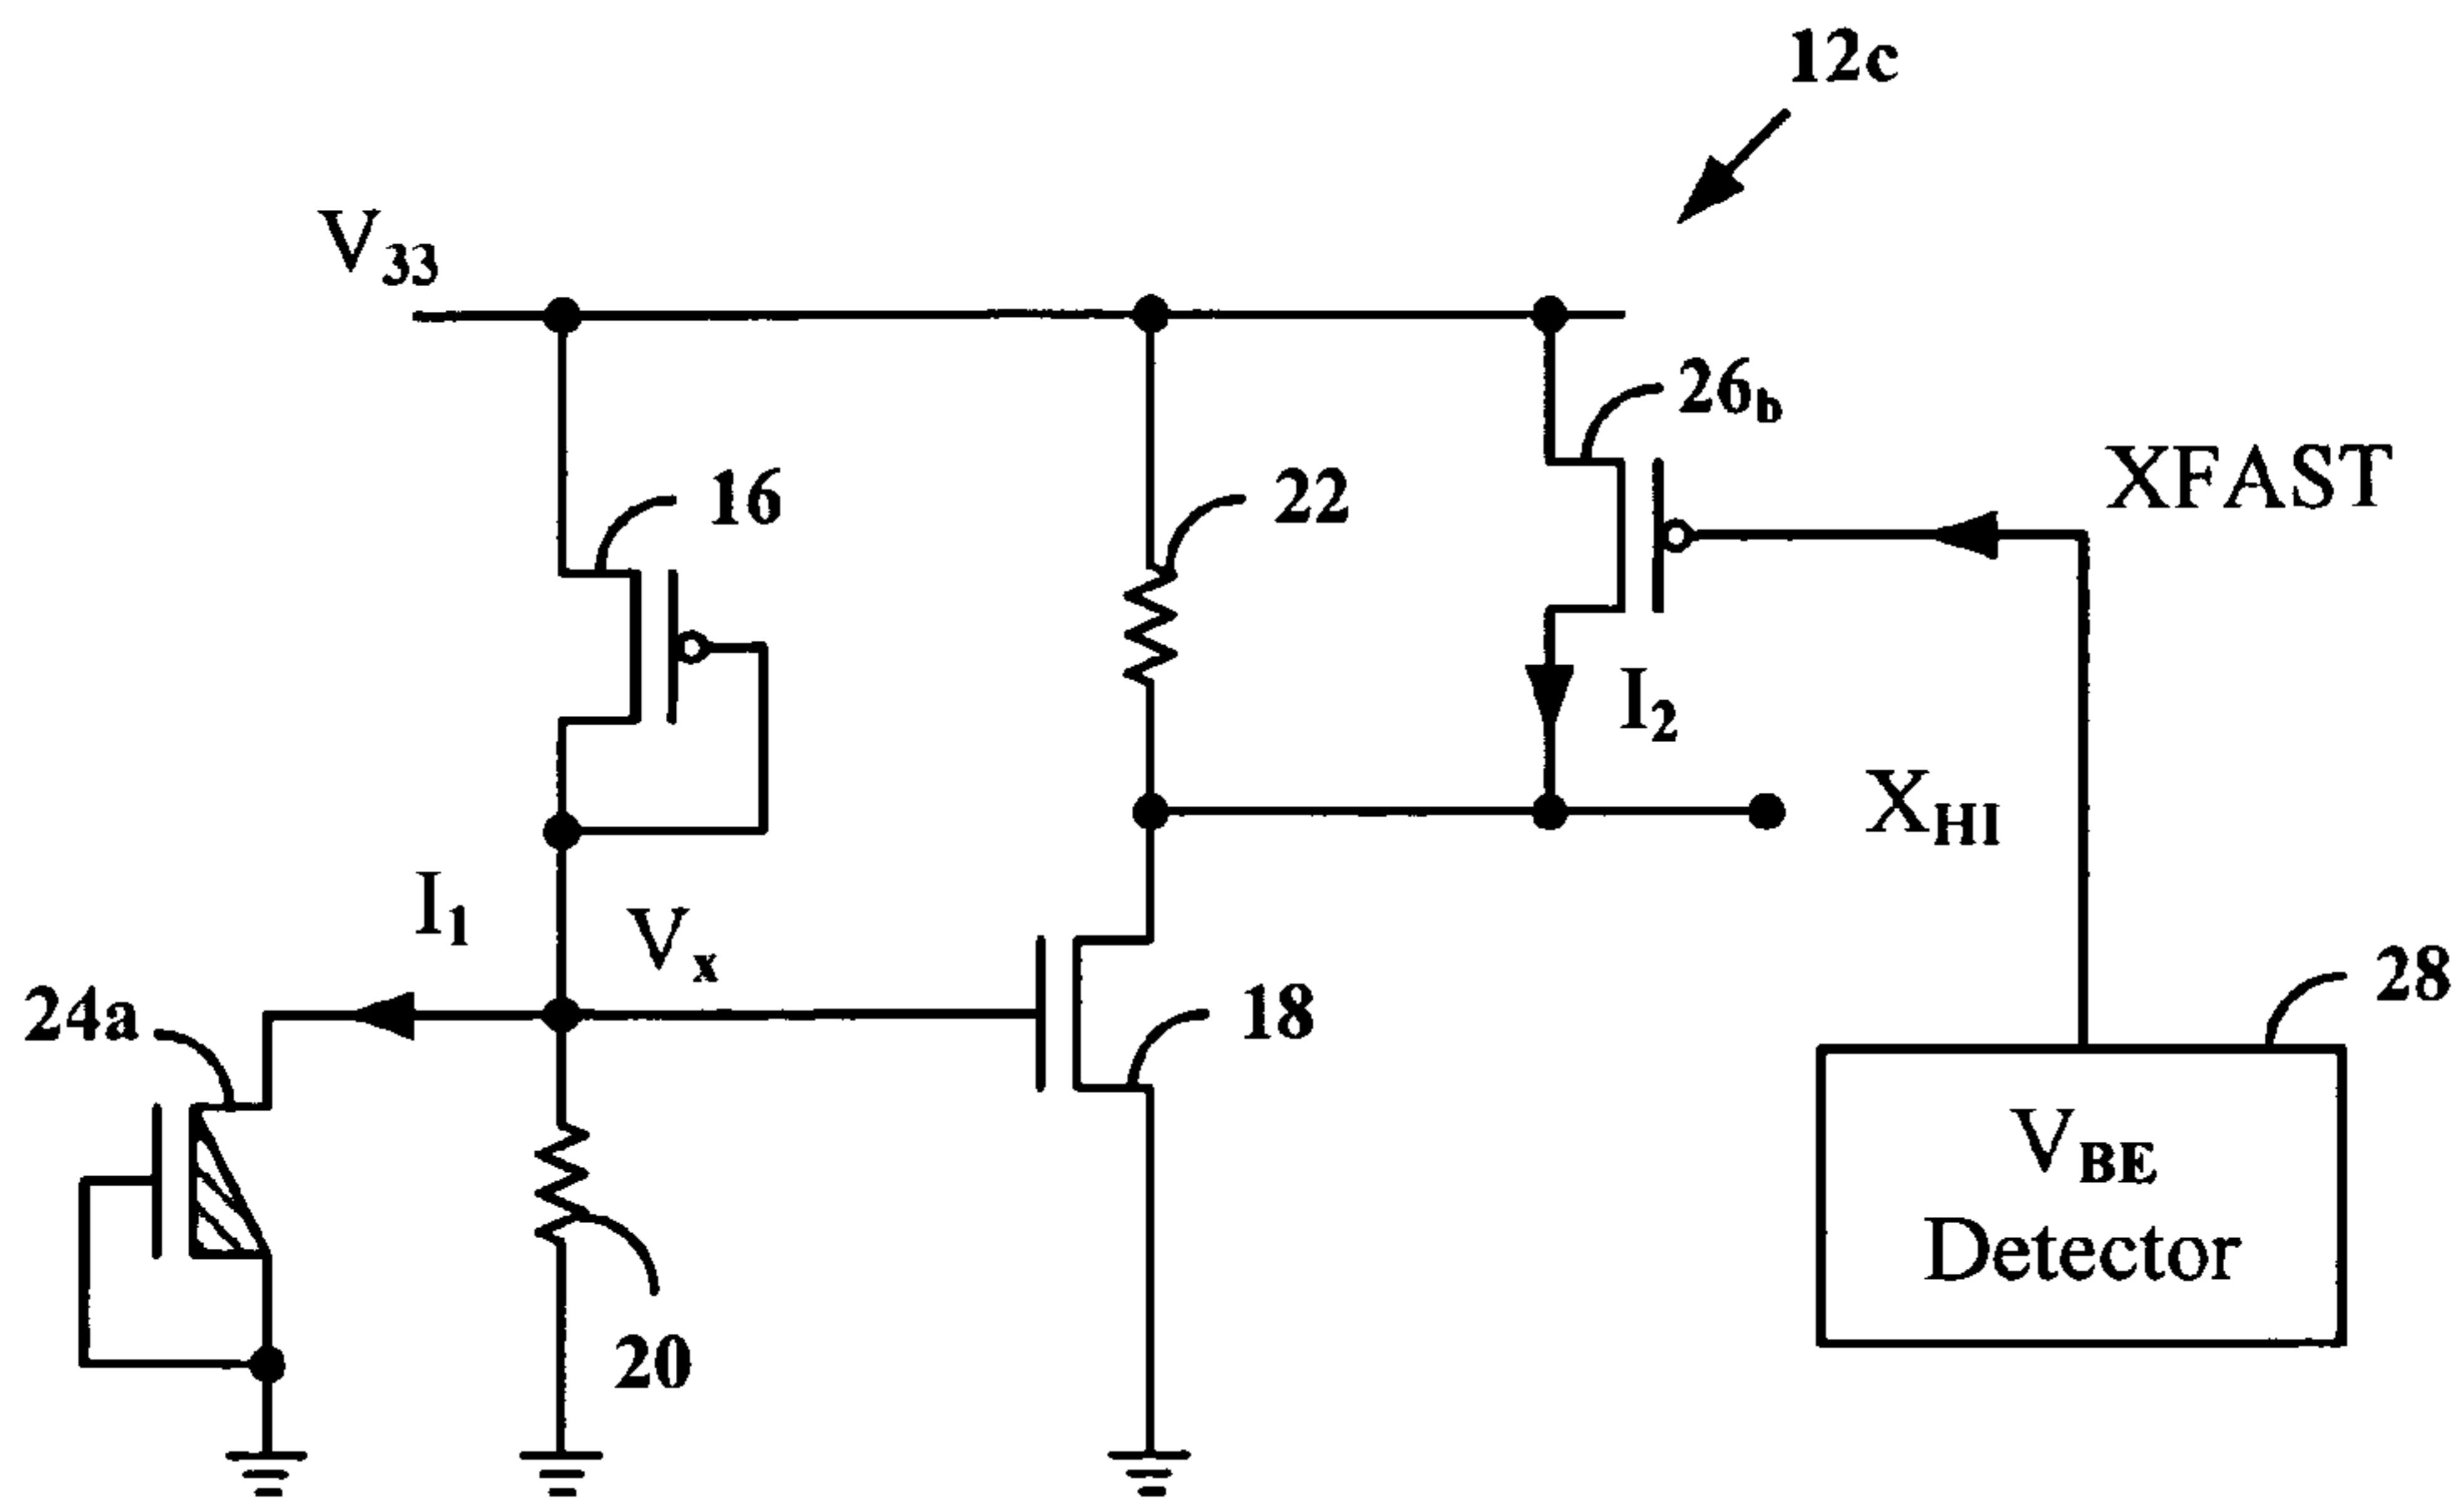 12c
V33
26b
XFAST
16
22
I2
XHI
I1
Vx
24a
18
28
VBE
Detector
20